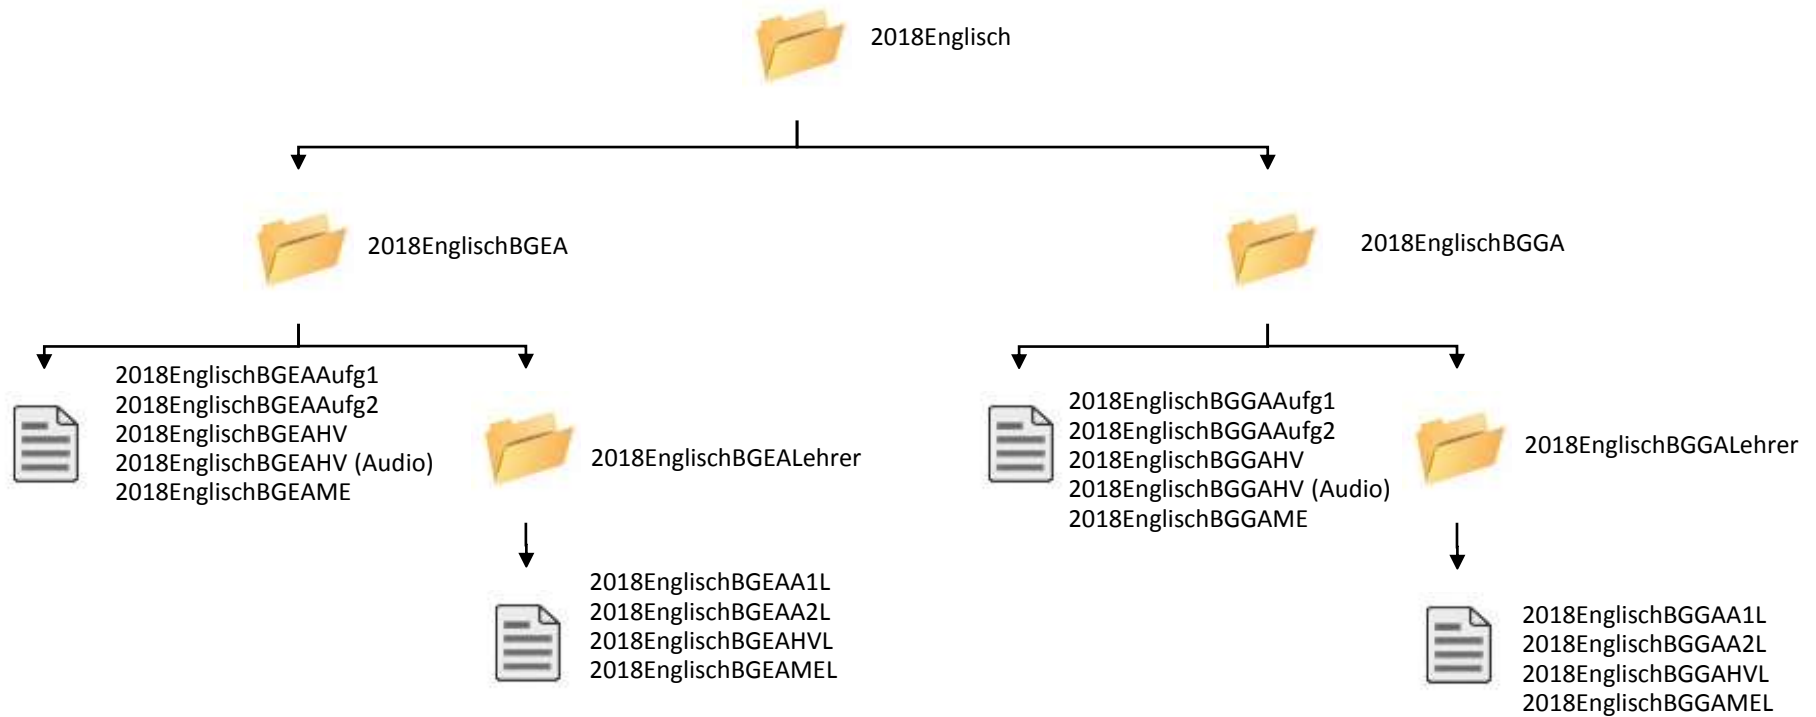 2018Englisch
2018EnglischBGEA
2018EnglischBGGA
2018EnglischBGEAAufg1
2018EnglischBGEAAufg2
2018EnglischBGEAHV
2018EnglischBGEAHV (Audio)
2018EnglischBGEAME
2018EnglischBGEALehrer
2018EnglischBGGAAufg1
2018EnglischBGGAAufg2
2018EnglischBGGAHV
2018EnglischBGGAHV (Audio)
2018EnglischBGGAME
2018EnglischBGGALehrer
2018EnglischBGEAA1L
2018EnglischBGEAA2L
2018EnglischBGEAHVL
2018EnglischBGEAMEL
2018EnglischBGGAA1L
2018EnglischBGGAA2L
2018EnglischBGGAHVL
2018EnglischBGGAMEL